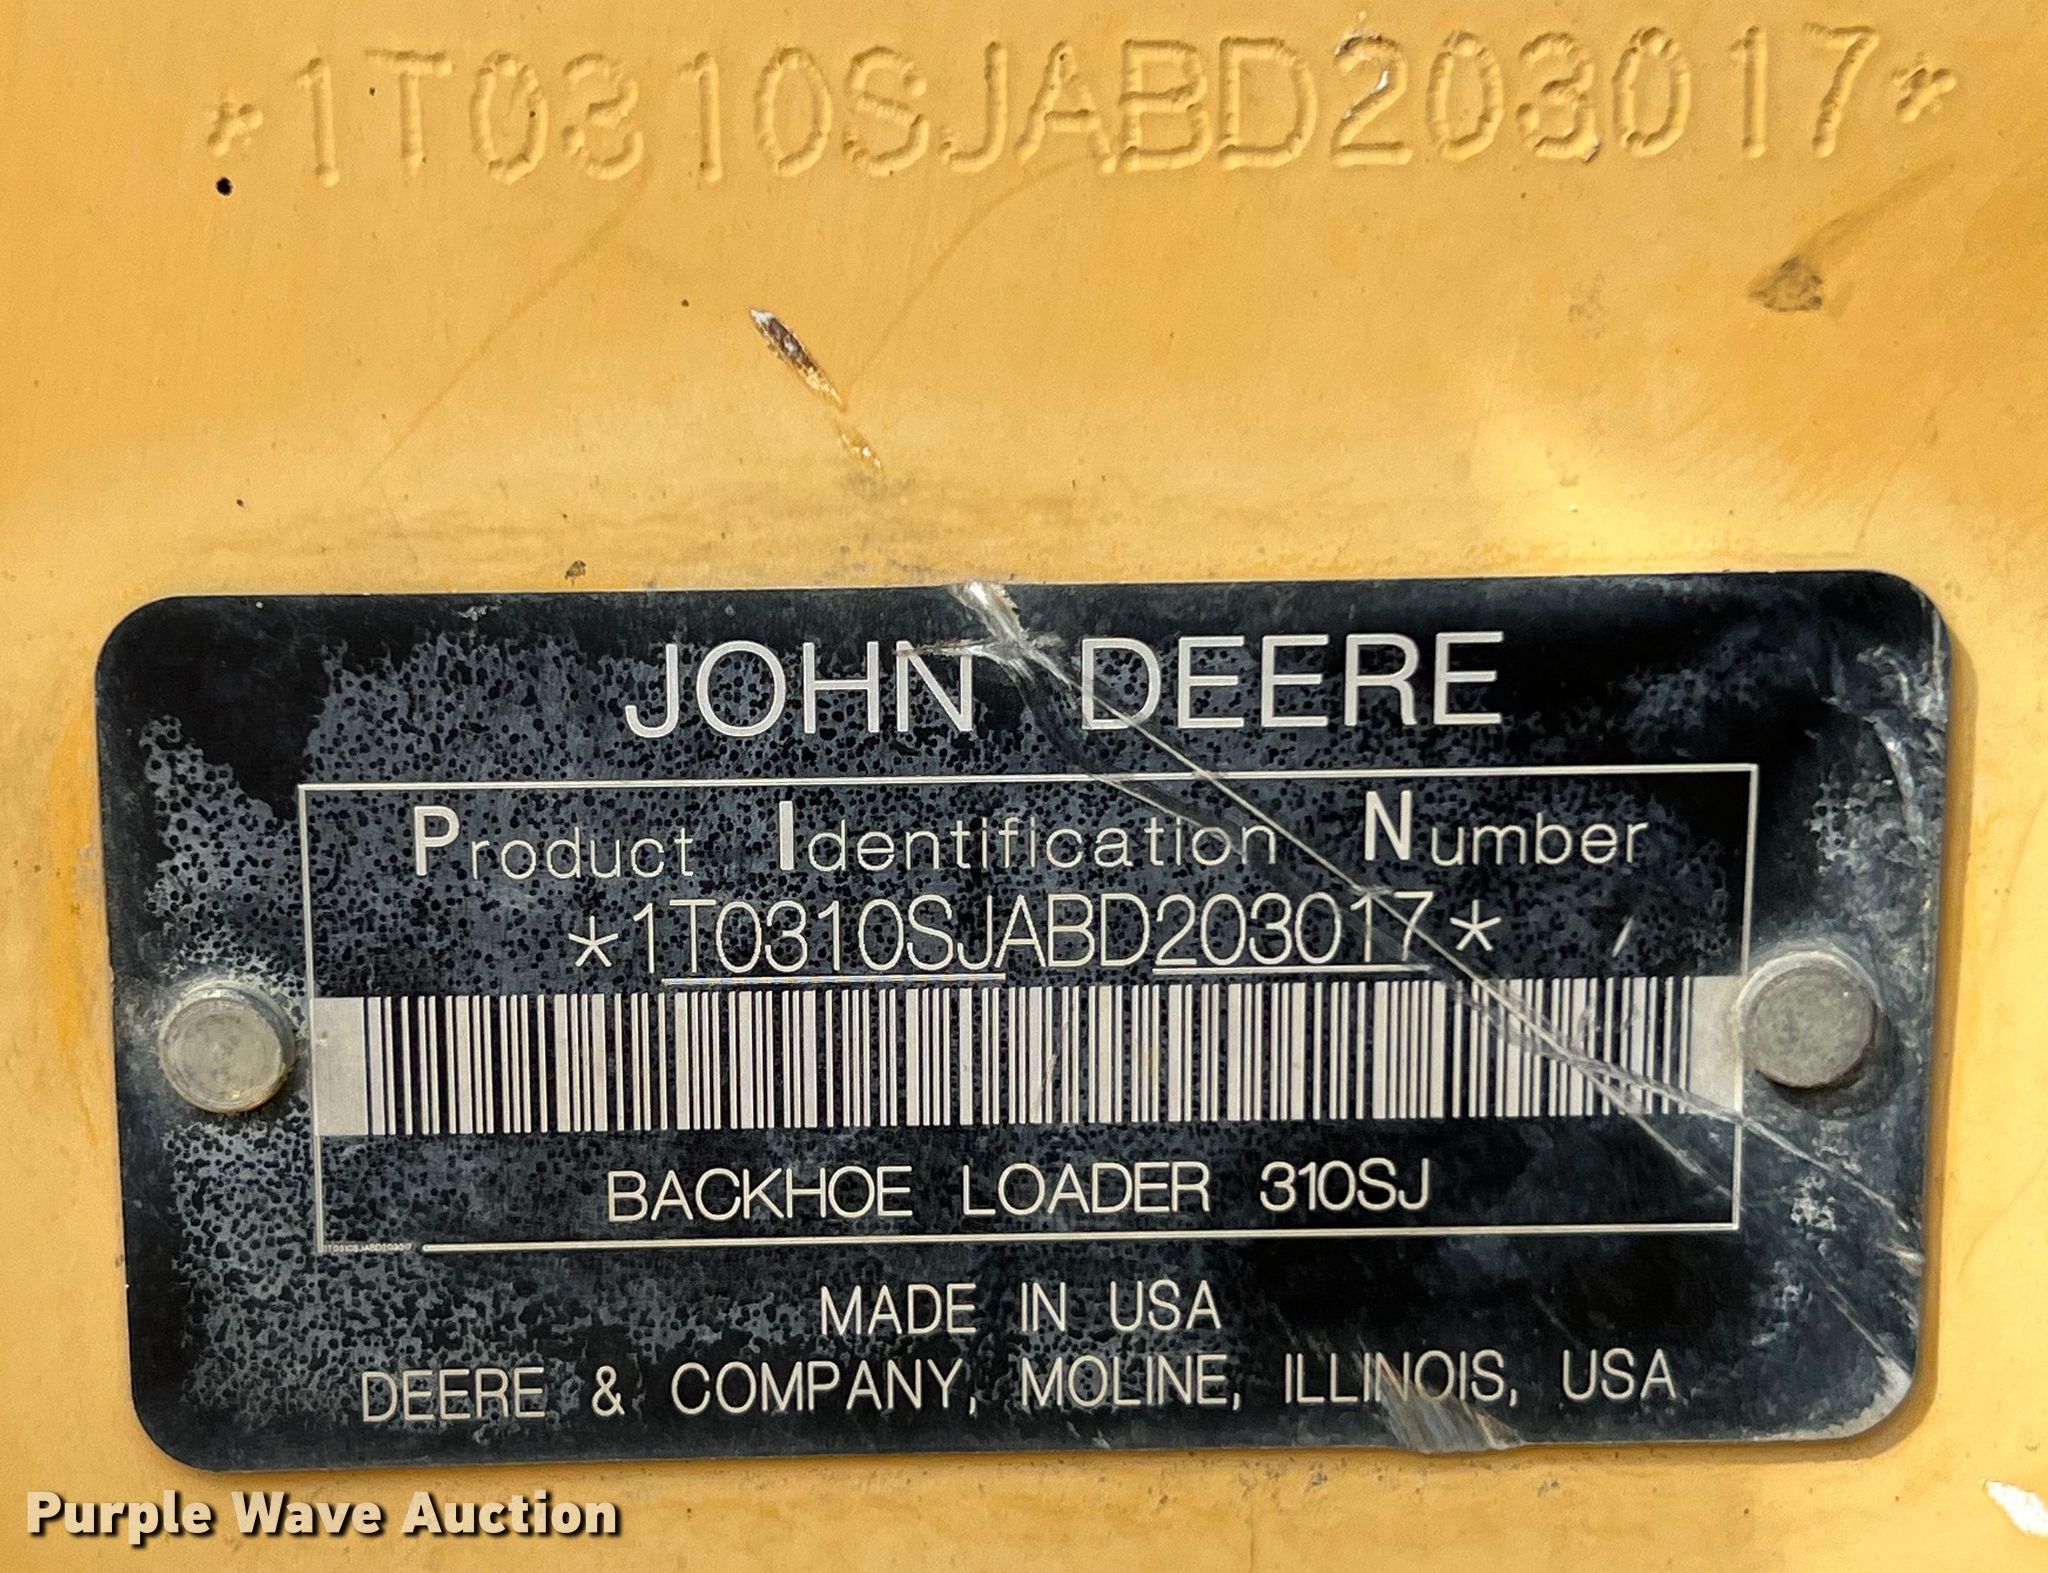 *1T0310SJABD203017*
JOHN DEERE
Product Identification Number
*1T0310SJABD203017*
BACKHOE LOADER 310SJ
1T0310SJABD203017
MADE IN USA
DEERE & COMPANY, MOLINE, ILLINOIS, USA
Purple Wave Auction